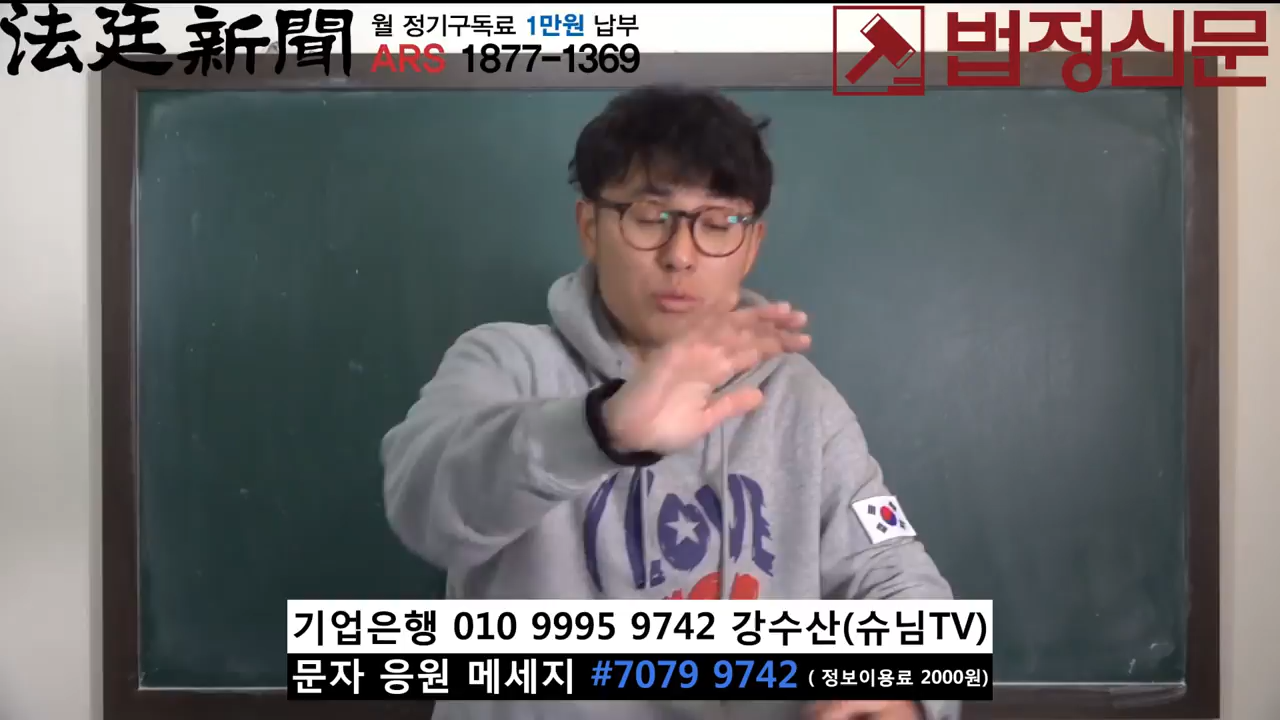 法廷新聞
월 정기구독료 1만원 납부
ARS 1877-1369
법정신문
I LOVE
기업은행 010 9995 9742 강수산(슈님TV)
문자 응원 메세지 #7079 9742 ( 정보이용료 2000원)